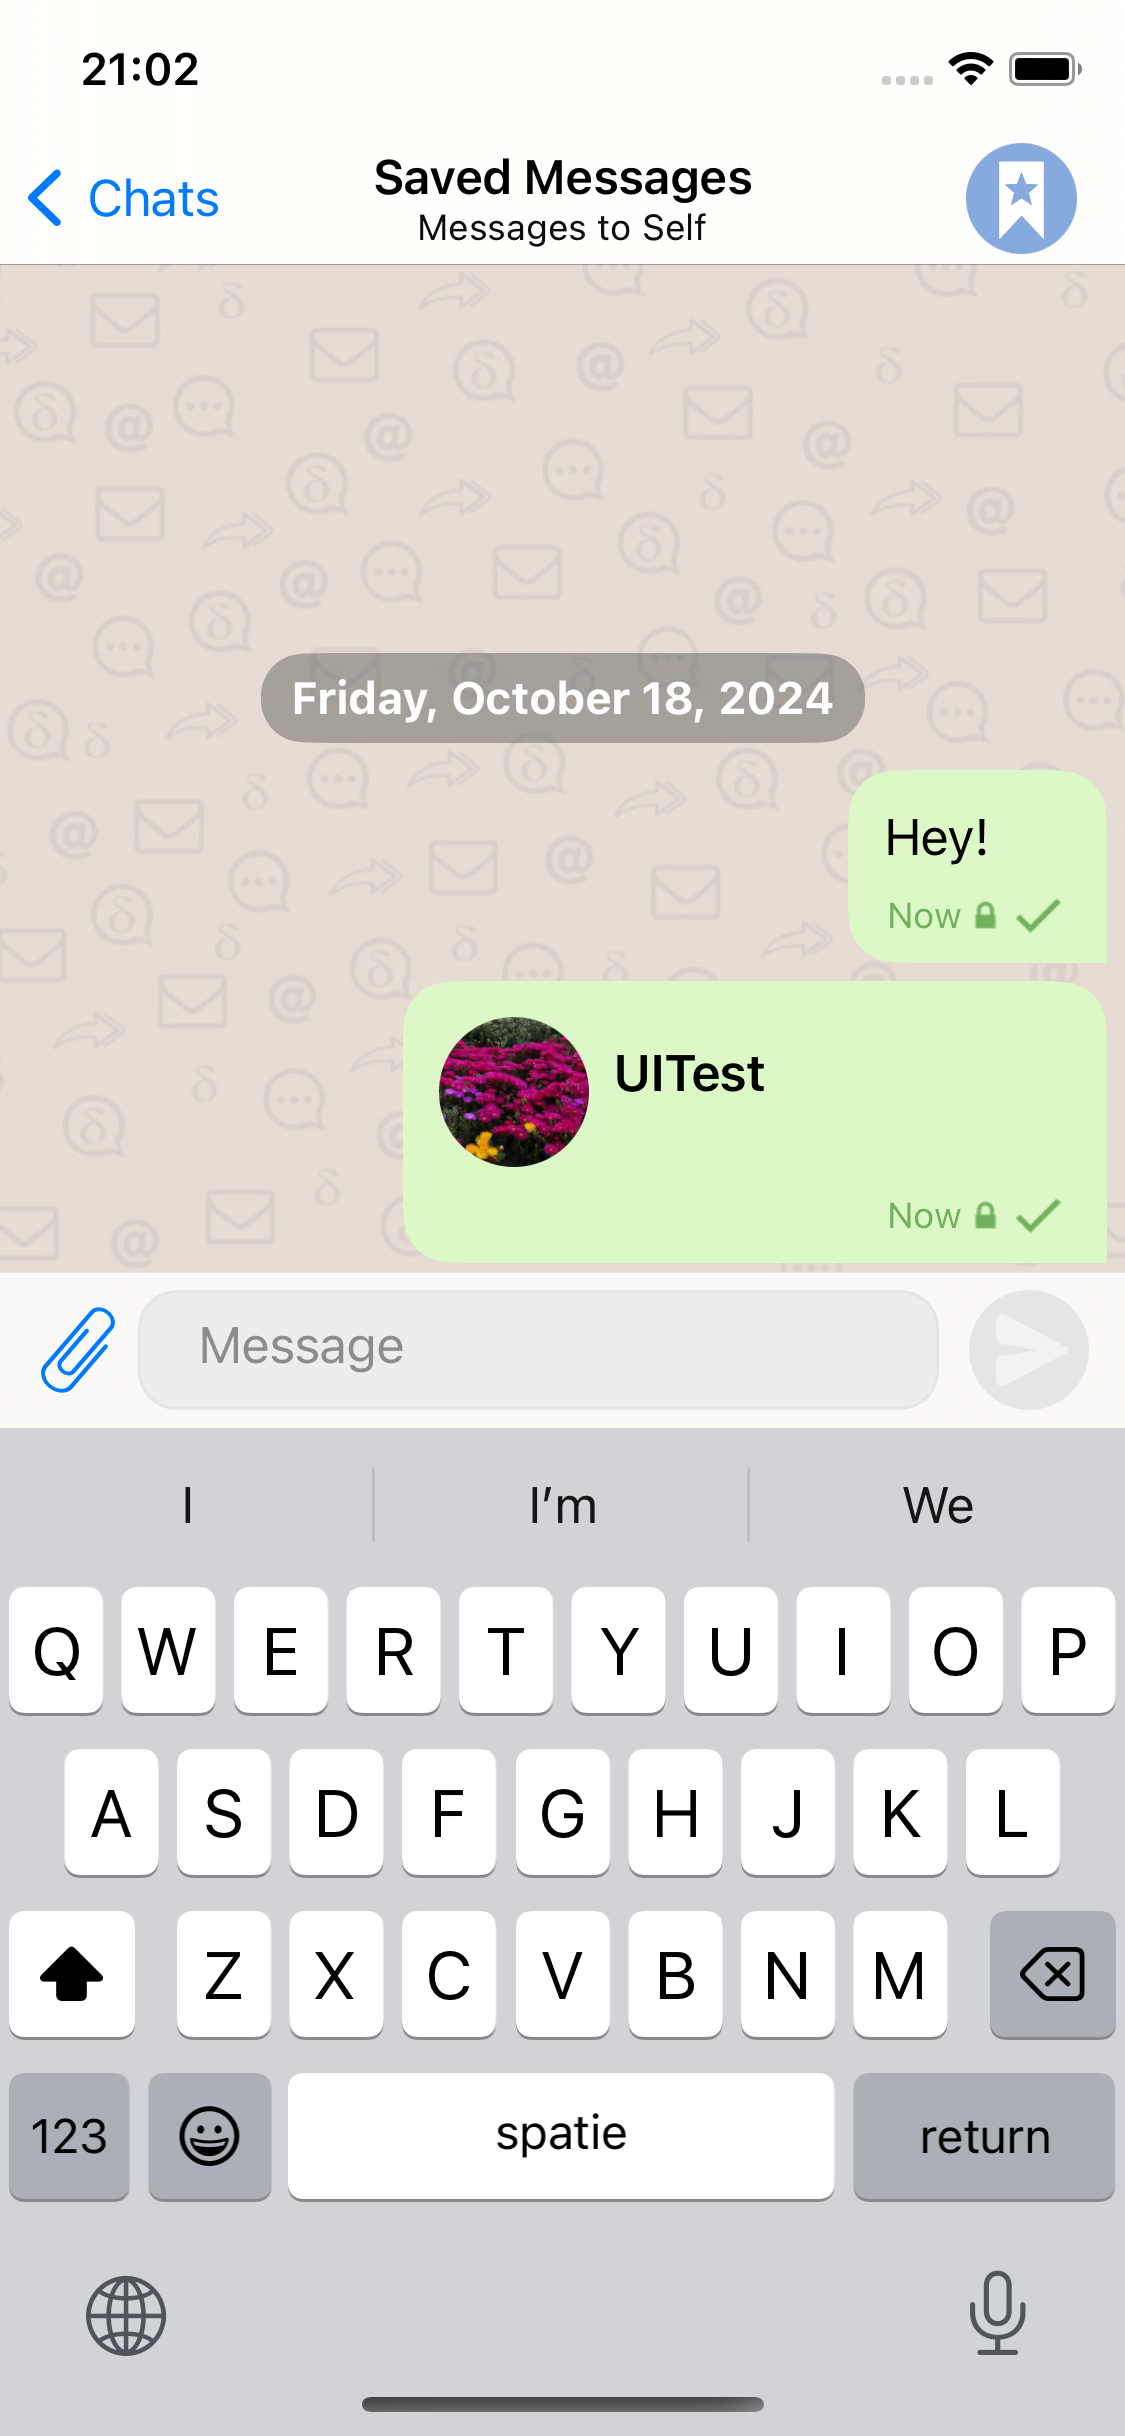 21:02
Chats
Saved Messages
Messages to Self
Friday, October 18, 2024
Hey!
Now
UITest
Now
Message
I I’m We
Q W E R T Y U I O P
A S D F G H J K L
Z X C V B N M
123 spatie return